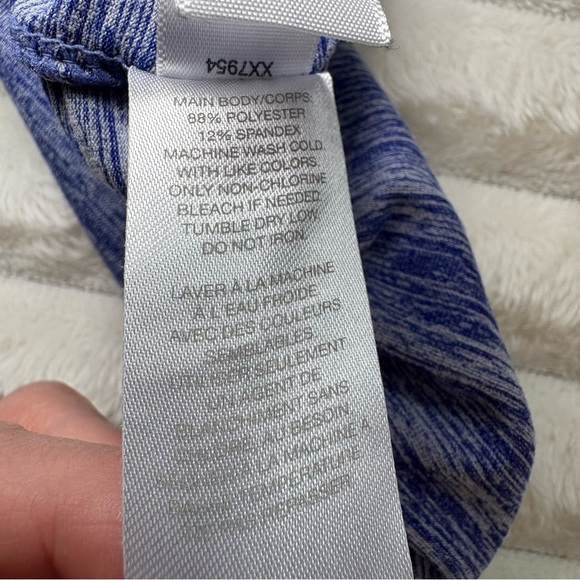 XX7954
MAIN BODY/CORPS:
88% POLYESTER
12% SPANDEX
MACHINE WASH COLD.
WITH LIKE COLORS.
ONLY NON-CHLORINE
BLEACH IF NEEDED.
TUMBLE DRY LOW.
DO NOT IRON.
LAVER À LA MACHINE
À L EAU FROIDE
AVEC DES COULEURS
SEMBLABLES.
UTILISER SEULEMENT
UN AGENT DE
BLANCHIMENT SANS
CHLORE, AU BESOIN.
SÉCHER À LA MACHINE À
BASSE TEMPÉRATURE
NE PAS REPASSER